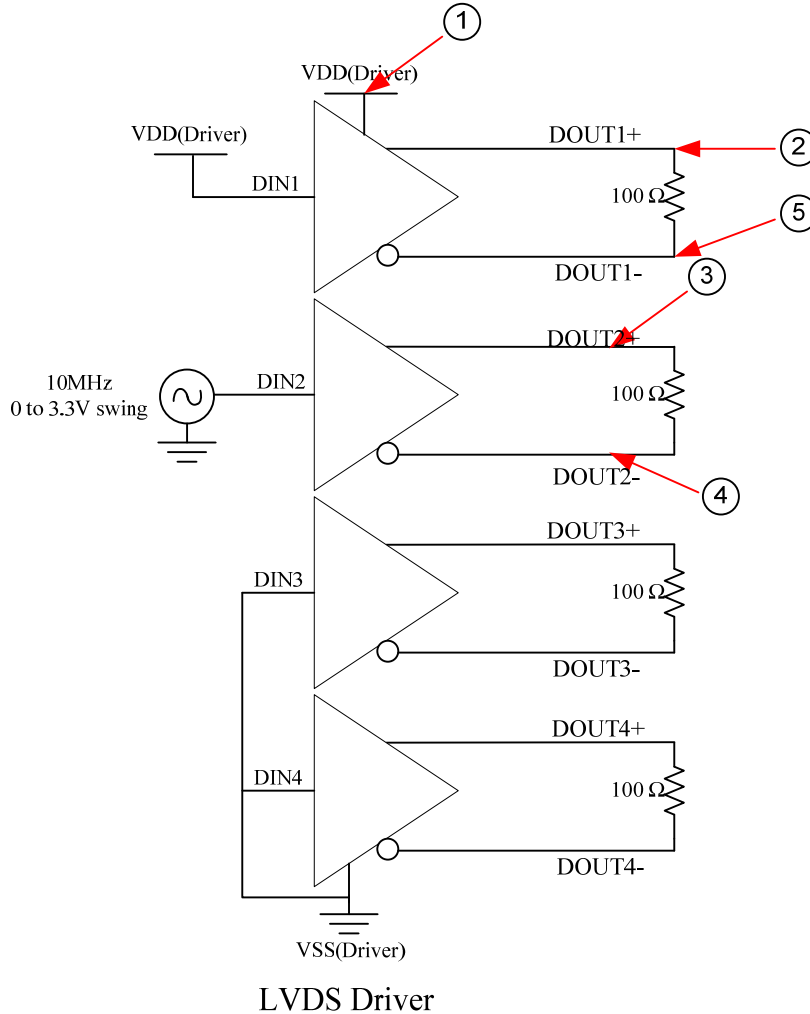 1
VDD(Driver)
VDD(Driver)
DOUT1+
2
DIN1
100 Ω
5
DOUT1-
3
DOUT2+
10MHz
0 to 3.3V swing
DIN2
100 Ω
DOUT2-
4
DOUT3+
DIN3
100 Ω
DOUT3-
DOUT4+
DIN4
100 Ω
DOUT4-
VSS(Driver)
LVDS Driver